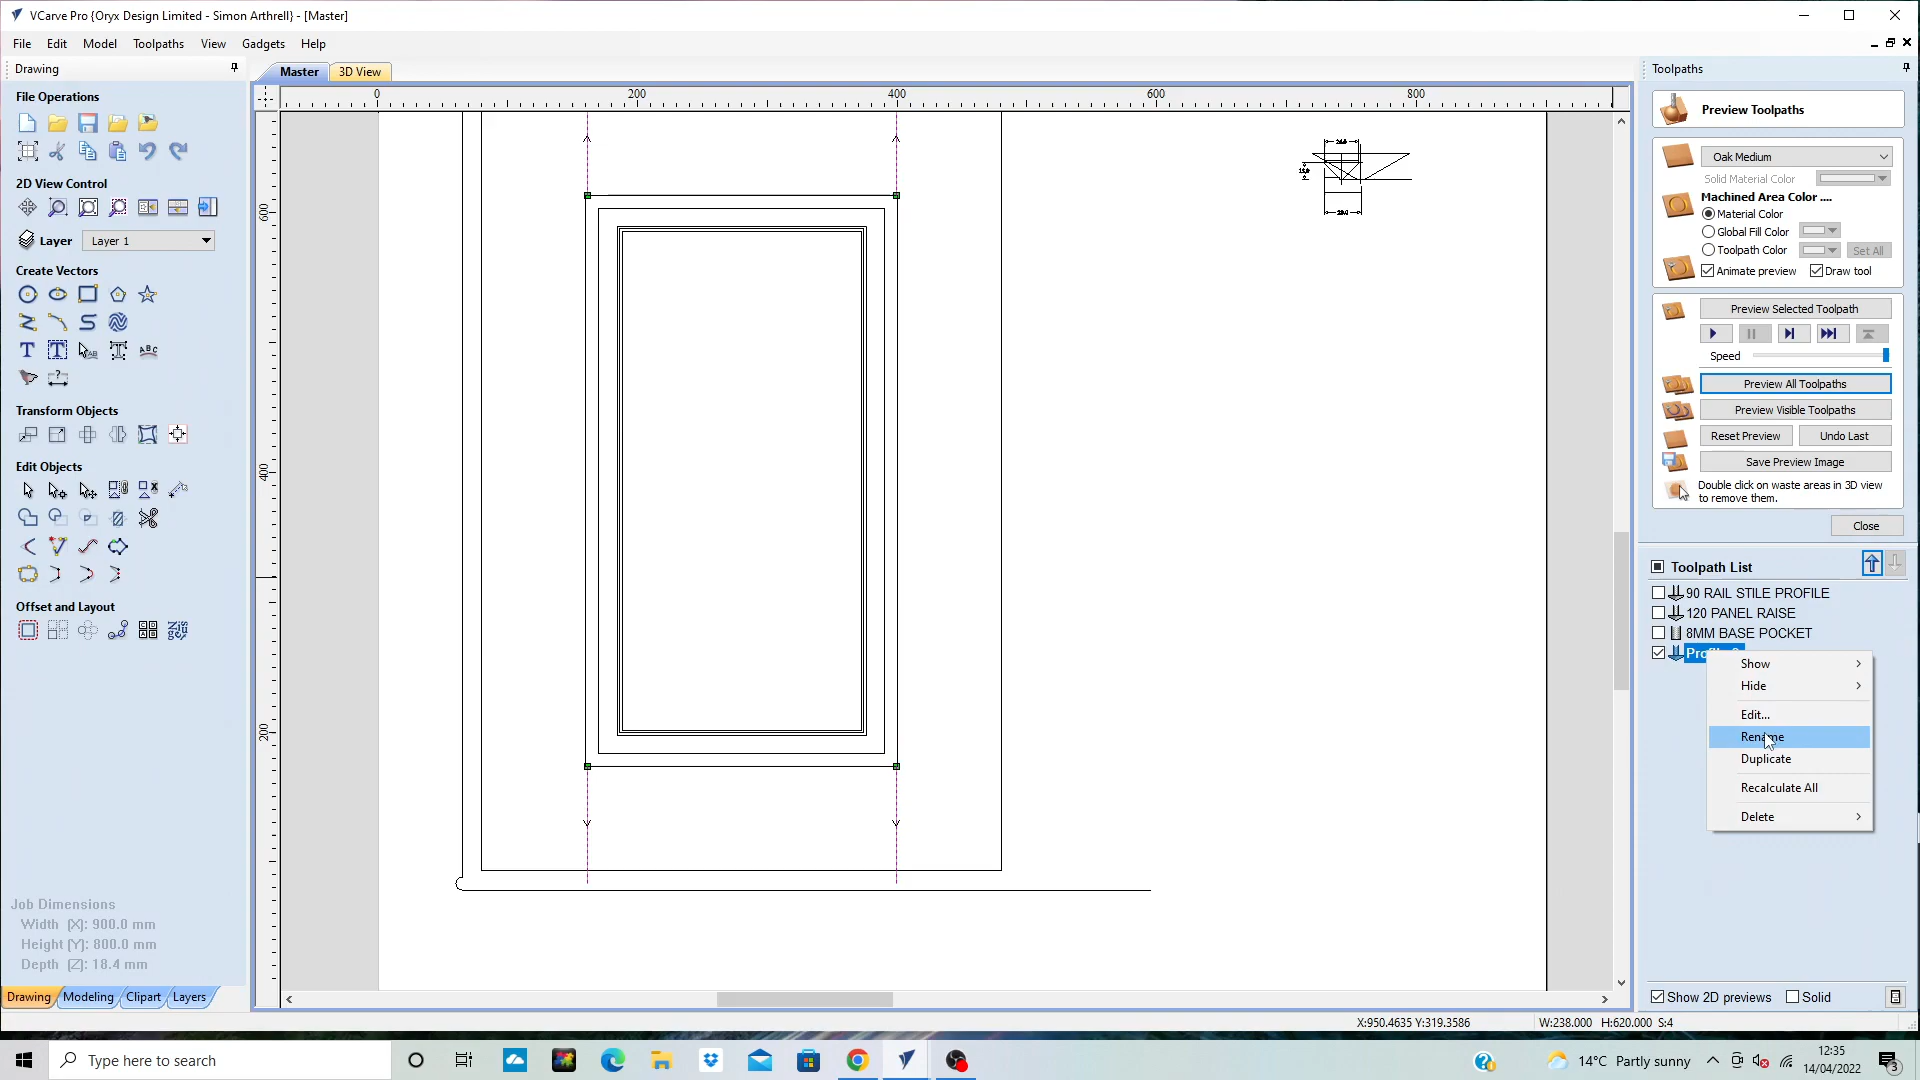 VCarve Pro {Oryx Design Limited - Simon Arthrell} - [Master]
File Edit Model Toolpaths View Gadgets Help
Drawing
File Operations
2D View Control
Layer Layer 1
Create Vectors
Transform Objects
Edit Objects
Offset and Layout
Job Dimensions
Width (X): 900.0 mm
Height (Y): 800.0 mm
Depth (Z): 18.4 mm
Drawing Modeling Clipart Layers
Master 3D View
0 200 400 600 800
600
400
200
Toolpaths
Preview Toolpaths
Oak Medium
Solid Material Color
Machined Area Color ....
Material Color
Global Fill Color
Toolpath Color Set All
Animate preview Draw tool
Preview Selected Toolpath
Speed
Preview All Toolpaths
Preview Visible Toolpaths
Reset Preview Undo Last
Save Preview Image
Double click on waste areas in 3D view
to remove them.
Close
Toolpath List
90 RAIL STILE PROFILE
120 PANEL RAISE
8MM BASE POCKET
Show
Hide
Edit...
Rename
Duplicate
Recalculate All
Delete
Show 2D previews Solid
X:950.4635 Y:319.3586 W:238.000 H:620.000 S:4
Type here to search
14°C Partly sunny
12:35
14/04/2022
3